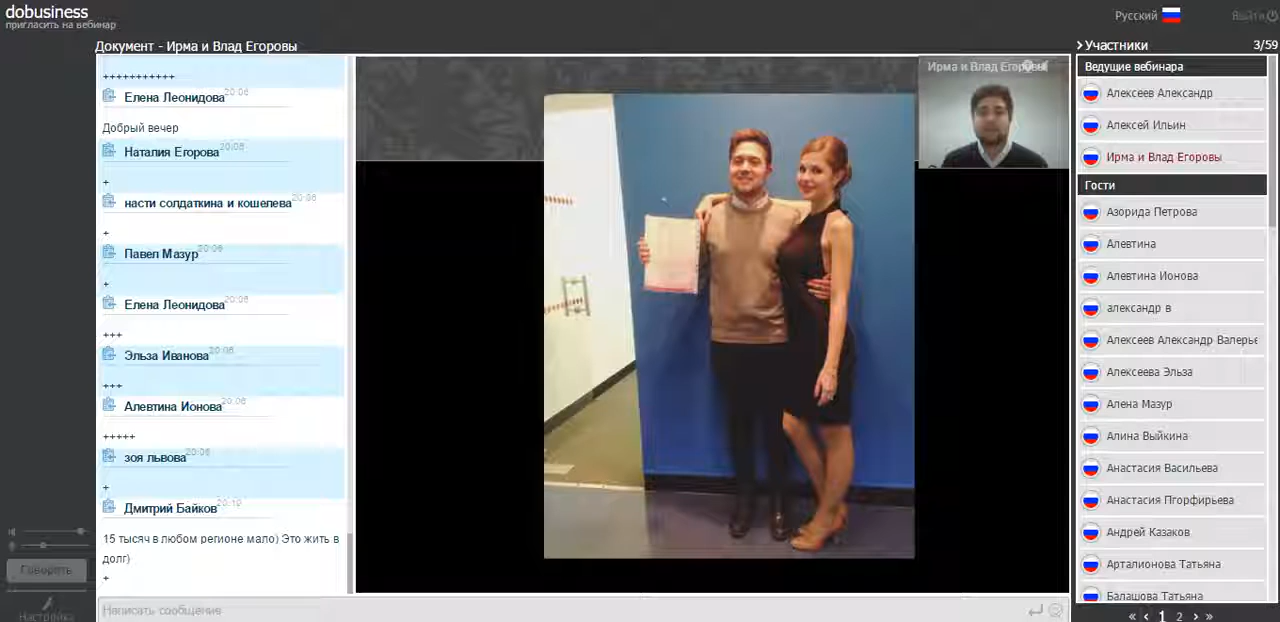 dobusiness
пригласить на вебинар
Русский
Выйти
Документ - Ирма и Влад Егоровы
+++++++++++
Елена Леонидова 20:06
Добрый вечер
Наталия Егорова 20:06
+
насти солдаткина и кошелева 20:06
+
Павел Мазур 20:06
+
Елена Леонидова 20:06
+++
Эльза Иванова 20:06
+++
Алевтина Ионова 20:06
+++++
зоя львова 20:06
+
Дмитрий Байков 20:10
15 тысяч в любом регионе мало) Это жить в
долг)
+
Написать сообщение
Говорить
Настройка
Ирма и Влад Егоровы
Участники 3/59
Ведущие вебинара
Алексеев Александр
Алексей Ильин
Ирма и Влад Егоровы
Гости
Азорида Петрова
Алевтина
Алевтина Ионова
александр в
Алексеев Александр Валерье
Алексеева Эльза
Алена Мазур
Алина Выйкина
Анастасия Васильева
Анастасия Пгорфирьева
Андрей Казаков
Арталионова Татьяна
Балашова Татьяна
« ‹ 1 2 › »